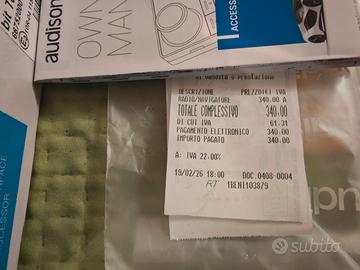 bit
audison
OWN
MAN
ACCESS
di vendita o prestazione
DESCRIZIONE PREZZO(€) IVA
RADIO/NAVIGATORE 340.00 A
TOTALE COMPLESSIVO 340.00
DI CUI IVA 61.31
PAGAMENTO ELETTRONICO 340.00
IMPORTO PAGATO 340.00
A: IVA 22.00%
19/02/26 18:00 DOC.0408-0004
RT 1BENI103879
subito